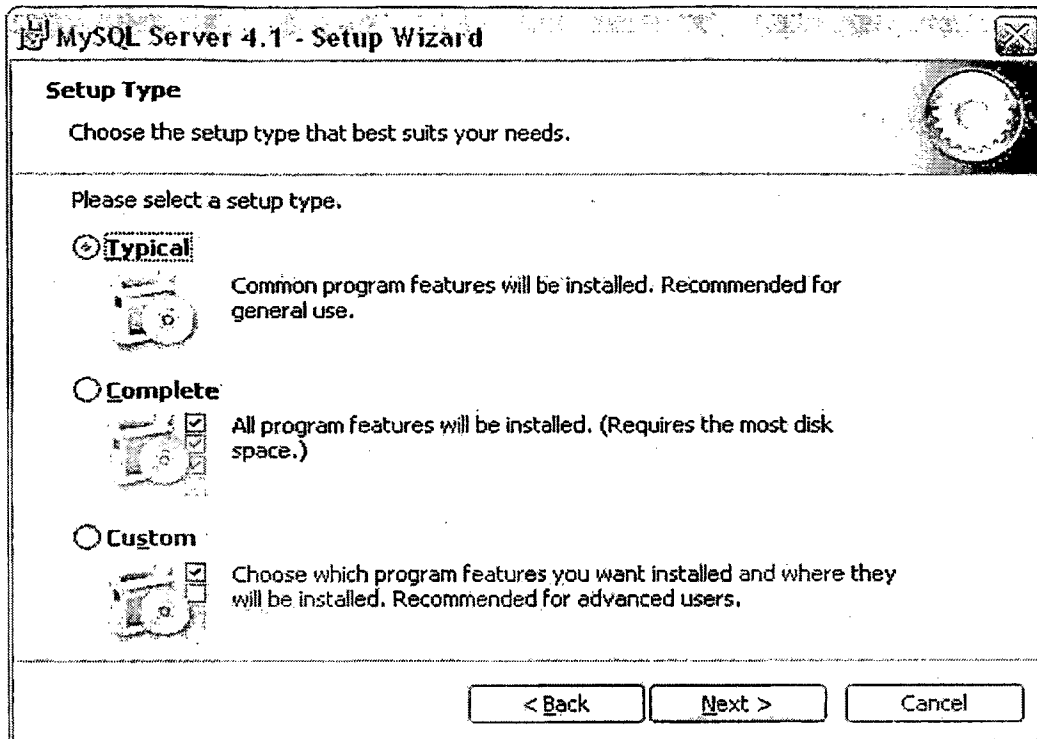 MySQL Server 4.1 - Setup Wizard
Setup Type
Choose the setup type that best suits your needs.
Please select a setup type.
Typical
Common program features will be installed. Recommended for
general use.
Complete
All program features will be installed. (Requires the most disk
space.)
Custom
Choose which program features you want installed and where they
will be installed. Recommended for advanced users.
< Back
Next >
Cancel